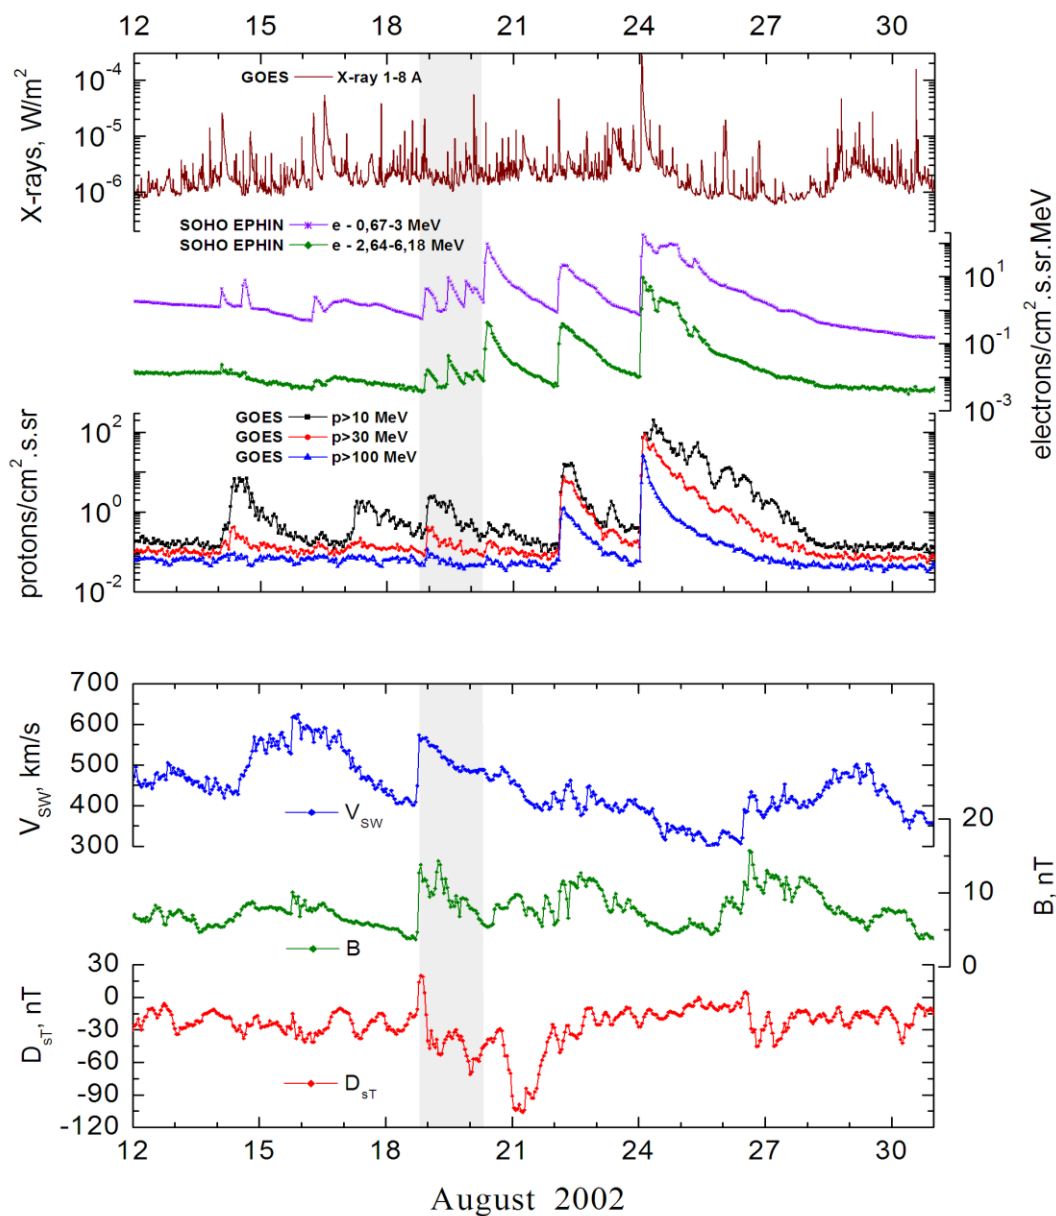 12 15 18 21 24 27 30
X-rays, W/m²
10⁻⁴
10⁻⁵
10⁻⁶
GOES X-ray 1-8 A
SOHO EPHIN e - 0,67-3 MeV
SOHO EPHIN e - 2,64-6,18 MeV
electrons/cm².s.sr.MeV
10¹
10⁻¹
10⁻³
protons/cm².s.sr
10²
10⁰
10⁻²
GOES p>10 MeV
GOES p>30 MeV
GOES p>100 MeV
V_SW, km/s
700
600
500
400
300
V_SW
B, nT
20
10
0
B
D_sT, nT
30
0
-30
-60
-90
-120
D_sT
12 15 18 21 24 27 30
August 2002